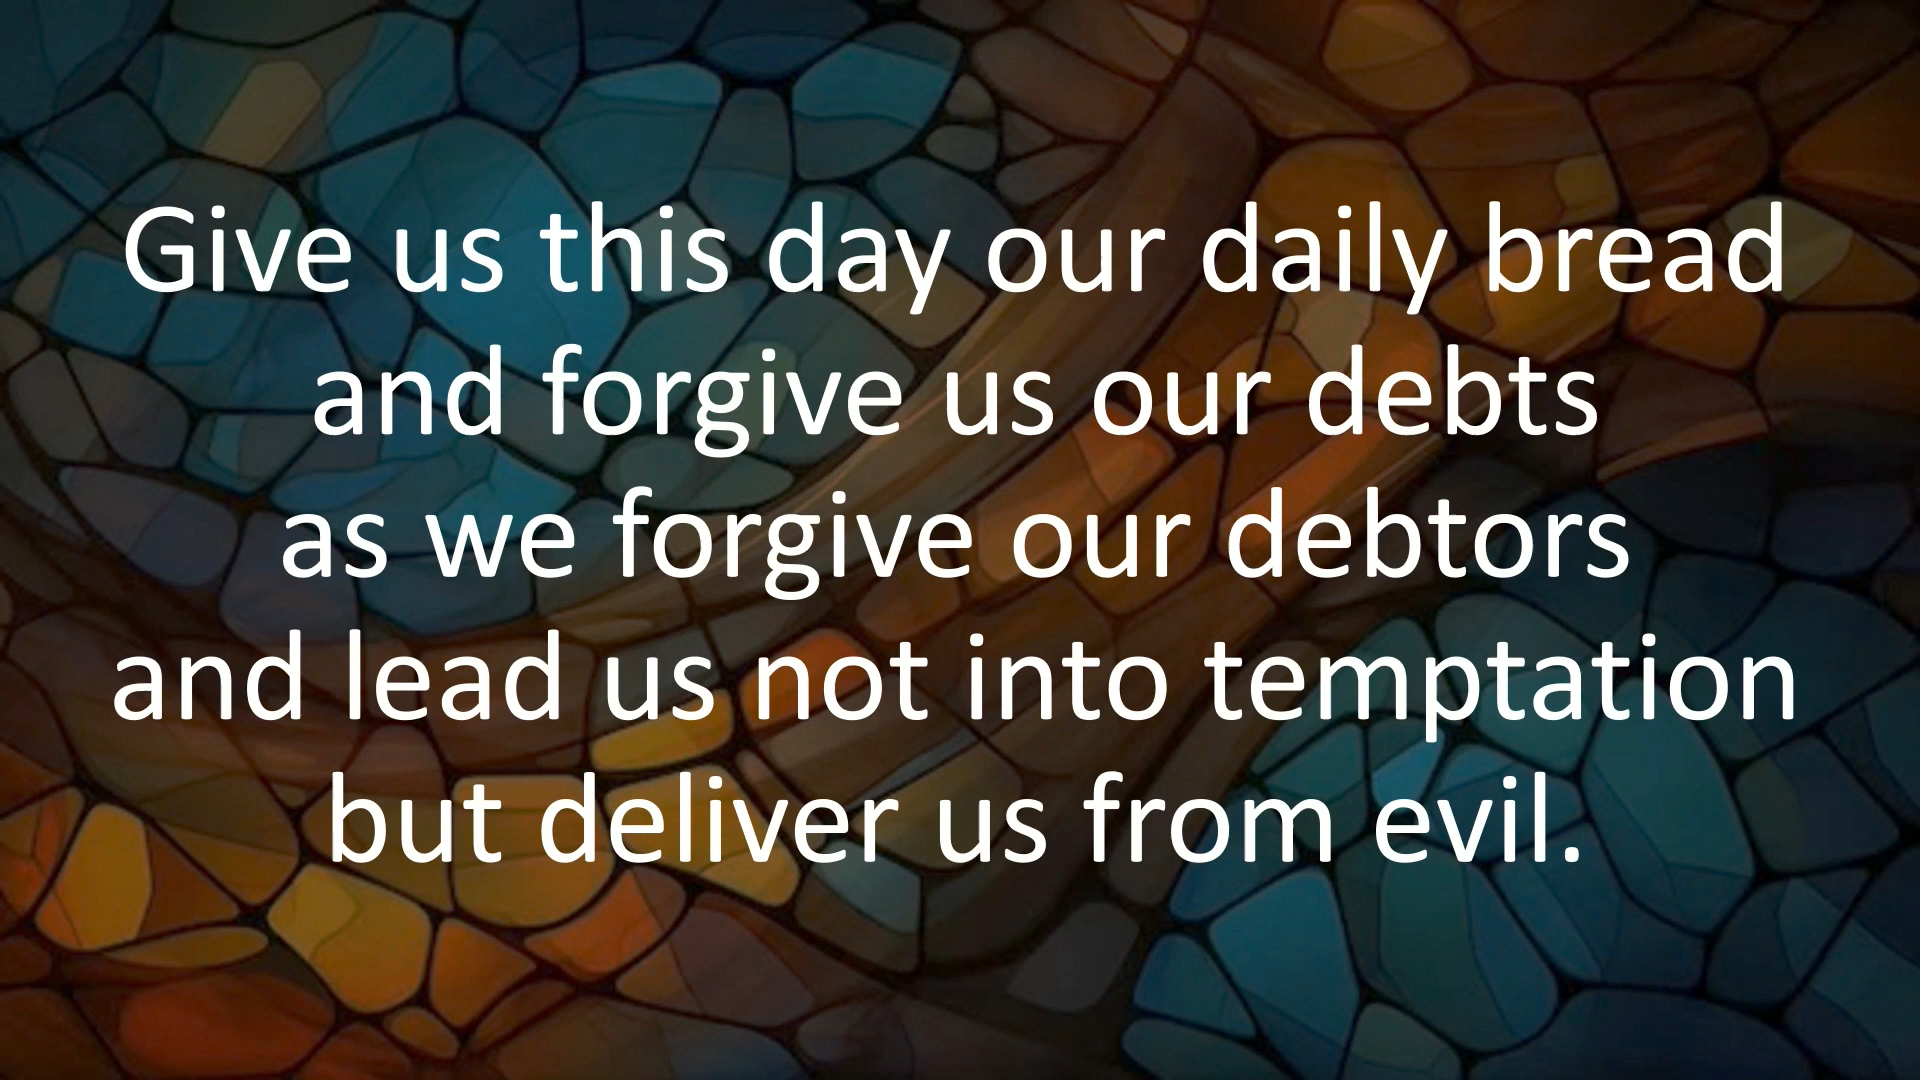 Give us this day our daily bread
and forgive us our debts
as we forgive our debtors
and lead us not into temptation
but deliver us from evil.